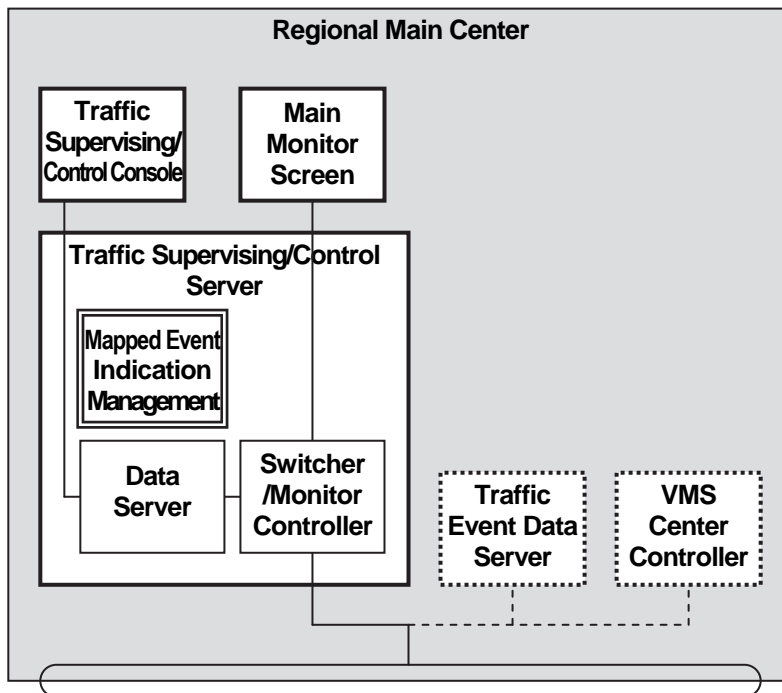 Regional Main Center
Traffic
Supervising/
Control Console
Main
Monitor
Screen
Traffic Supervising/Control
Server
Mapped Event
Indication
Management
Data
Server
Switcher
/Monitor
Controller
Traffic
Event Data
Server
VMS
Center
Controller